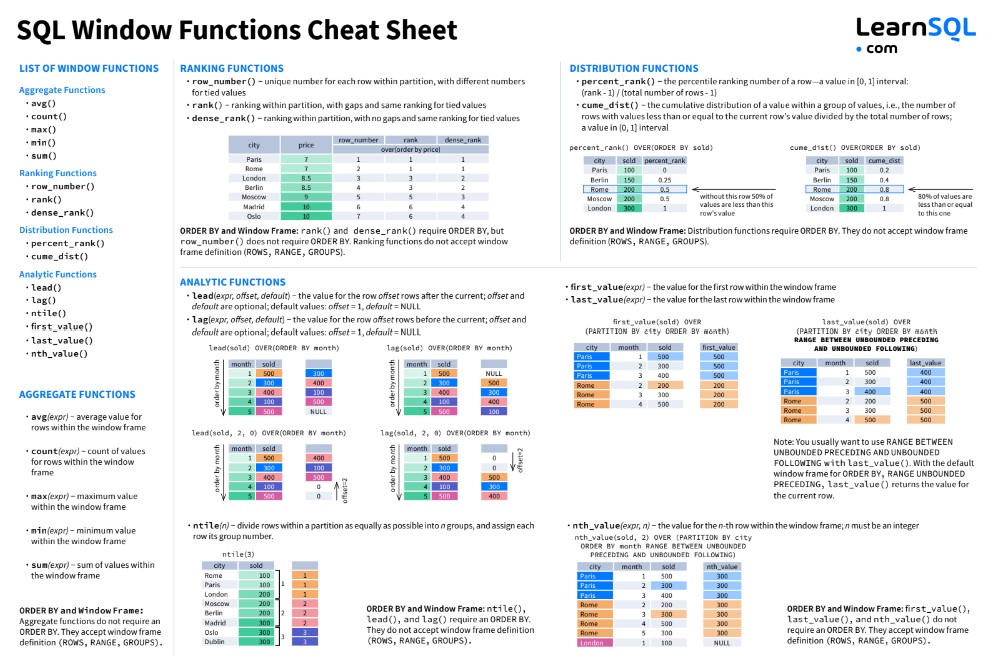 SQL Window Functions Cheat Sheet
LearnSQL
• com
LIST OF WINDOW FUNCTIONS
Aggregate Functions
• avg()
• count()
• max()
• min()
• sum()
Ranking Functions
• row_number()
• rank()
• dense_rank()
Distribution Functions
• percent_rank()
• cume_dist()
Analytic Functions
• lead()
• lag()
• ntile()
• first_value()
• last_value()
• nth_value()
AGGREGATE FUNCTIONS
• avg(expr) − average value for
rows within the window frame
• count(expr) − count of values
for rows within the window
frame
• max(expr) − maximum value
within the window frame
• min(expr) − minimum value
within the window frame
• sum(expr) − sum of values within
the window frame
ORDER BY and Window Frame:
Aggregate functions do not require an
ORDER BY. They accept window frame
definition (ROWS, RANGE, GROUPS).
RANKING FUNCTIONS
• row_number() − unique number for each row within partition, with different numbers
for tied values
• rank() − ranking within partition, with gaps and same ranking for tied values
• dense_rank() − ranking within partition, with no gaps and same ranking for tied values
city price row_number rank dense_rank
over(order by price)
Paris 7 1 1 1
Rome 7 2 1 1
London 8.5 3 3 2
Berlin 8.5 4 3 2
Moscow 9 5 5 3
Madrid 10 6 6 4
Oslo 10 7 6 4
ORDER BY and Window Frame: rank() and dense_rank() require ORDER BY, but
row_number() does not require ORDER BY. Ranking functions do not accept window
frame definition (ROWS, RANGE, GROUPS).
DISTRIBUTION FUNCTIONS
• percent_rank() − the percentile ranking number of a row—a value in [0, 1] interval:
(rank - 1) / (total number of rows - 1)
• cume_dist() − the cumulative distribution of a value within a group of values, i.e., the number of
rows with values less than or equal to the current row's value divided by the total number of rows;
a value in (0, 1] interval
percent_rank() OVER(ORDER BY sold)
city sold percent_rank
Paris 100 0
Berlin 150 0.25
Rome 200 0.5
Moscow 200 0.5
London 300 1
without this row 50% of
values are less than this
row's value
cume_dist() OVER(ORDER BY sold)
city sold cume_dist
Paris 100 0.2
Berlin 150 0.4
Rome 200 0.8
Moscow 200 0.8
London 300 1
80% of values are
less than or equal
to this one
ORDER BY and Window Frame: Distribution functions require ORDER BY. They do not accept window frame
definition (ROWS, RANGE, GROUPS).
ANALYTIC FUNCTIONS
• lead(expr, offset, default) − the value for the row offset rows after the current; offset and
default are optional; default values: offset = 1, default = NULL
• lag(expr, offset, default) − the value for the row offset rows before the current; offset and
default are optional; default values: offset = 1, default = NULL
lead(sold) OVER(ORDER BY month)
order by month
month sold
1 500 300
2 300 400
3 400 100
4 100 500
5 500 NULL
lag(sold) OVER(ORDER BY month)
order by month
month sold
1 500 NULL
2 300 500
3 400 300
4 100 400
5 500 100
lead(sold, 2, 0) OVER(ORDER BY month)
order by month
month sold
1 500 400
2 300 100
3 400 500
4 100 0
5 500 0
offset=2
lag(sold, 2, 0) OVER(ORDER BY month)
order by month
month sold
1 500 0
2 300 0
3 400 500
4 100 300
5 500 400
offset=2
• ntile(n) − divide rows within a partition as equally as possible into n groups, and assign each
row its group number.
ntile(3)
city sold
Rome 100 1
Paris 100 1 1
London 100 1
Moscow 200 2
Berlin 200 2 2
Madrid 200 2
Oslo 300 3 3
Dublin 300 3
ORDER BY and Window Frame: ntile(),
lead(), and lag() require an ORDER BY.
They do not accept window frame definition
(ROWS, RANGE, GROUPS).
• first_value(expr) − the value for the first row within the window frame
• last_value(expr) − the value for the last row within the window frame
first_value(sold) OVER
(PARTITION BY city ORDER BY month)
city month sold first_value
Paris 1 500 500
Paris 2 300 500
Paris 3 400 500
Rome 2 200 200
Rome 3 300 200
Rome 4 500 200
last_value(sold) OVER
(PARTITION BY city ORDER BY month
RANGE BETWEEN UNBOUNDED PRECEDING
AND UNBOUNDED FOLLOWING)
city month sold last_value
Paris 1 500 400
Paris 2 300 400
Paris 3 400 400
Rome 2 200 500
Rome 3 300 500
Rome 4 500 500
Note: You usually want to use RANGE BETWEEN
UNBOUNDED PRECEDING AND UNBOUNDED
FOLLOWING with last_value(). With the default
window frame for ORDER BY, RANGE UNBOUNDED
PRECEDING, last_value() returns the value for
the current row.
• nth_value(expr, n) − the value for the n-th row within the window frame; n must be an integer
nth_value(sold, 2) OVER (PARTITION BY city
ORDER BY month RANGE BETWEEN UNBOUNDED
PRECEDING AND UNBOUNDED FOLLOWING)
city month sold nth_value
Paris 1 500 300
Paris 2 300 300
Paris 3 400 300
Rome 2 200 300
Rome 3 300 300
Rome 4 500 300
Rome 5 300 300
London 1 100 NULL
ORDER BY and Window Frame: first_value(),
last_value(), and nth_value() do not
require an ORDER BY. They accept window frame
definition (ROWS, RANGE, GROUPS).